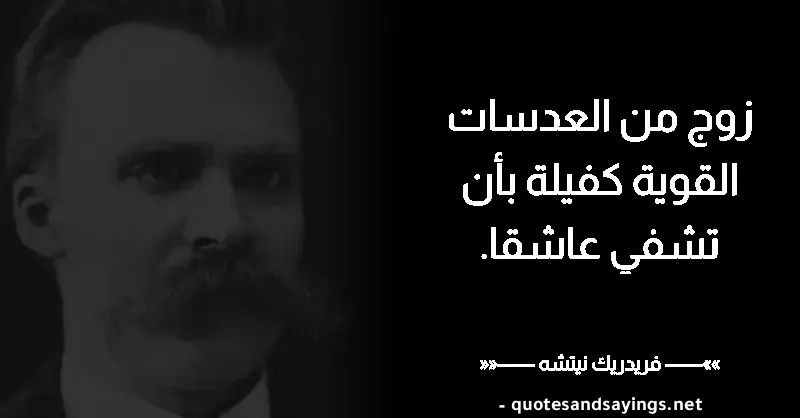 زوج من العدسات
القوية كفيلة بأن
تشفي عاشقا.
»»—— فريدريك نيتشه ——««
- quotesandsayings.net